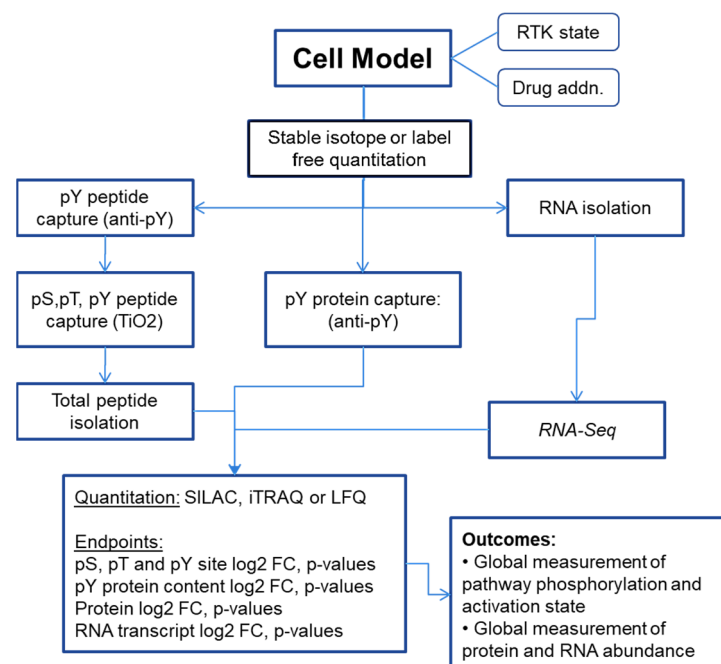 Cell Model
RTK state
Drug addn.
Stable isotope or label
free quantitation
pY peptide
capture (anti-pY)
RNA isolation
pS,pT, pY peptide
capture (TiO2)
pY protein capture:
(anti-pY)
Total peptide
isolation
RNA-Seq
Quantitation: SILAC, iTRAQ or LFQ
Endpoints:
pS, pT and pY site log2 FC, p-values
pY protein content log2 FC, p-values
Protein log2 FC, p-values
RNA transcript log2 FC, p-values
Outcomes:
• Global measurement of
pathway phosphorylation and
activation state
• Global measurement of
protein and RNA abundance